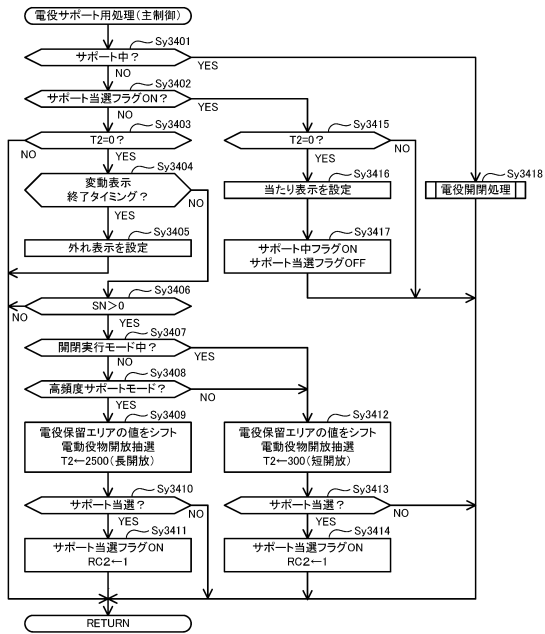 電役サポート用処理(主制御)
Sy3401
サポート中?
YES
NO
Sy3402
サポート当選フラグON?
YES
NO
Sy3403
T2=0?
NO
YES
Sy3415
T2=0?
NO
YES
Sy3404
変動表示
終了タイミング?
NO
YES
Sy3416
当たり表示を設定
Sy3418
電役開閉処理
Sy3405
外れ表示を設定
Sy3417
サポート中フラグON
サポート当選フラグOFF
Sy3406
SN>0
NO
YES
Sy3407
開閉実行モード中?
YES
NO
Sy3408
高頻度サポートモード?
NO
YES
Sy3409
電役保留エリアの値をシフト
電動役物開放抽選
T2←2500(長開放)
Sy3412
電役保留エリアの値をシフト
電動役物開放抽選
T2←300(短開放)
Sy3410
サポート当選?
NO
YES
Sy3413
サポート当選?
NO
YES
Sy3411
サポート当選フラグON
RC2←1
Sy3414
サポート当選フラグON
RC2←1
RETURN